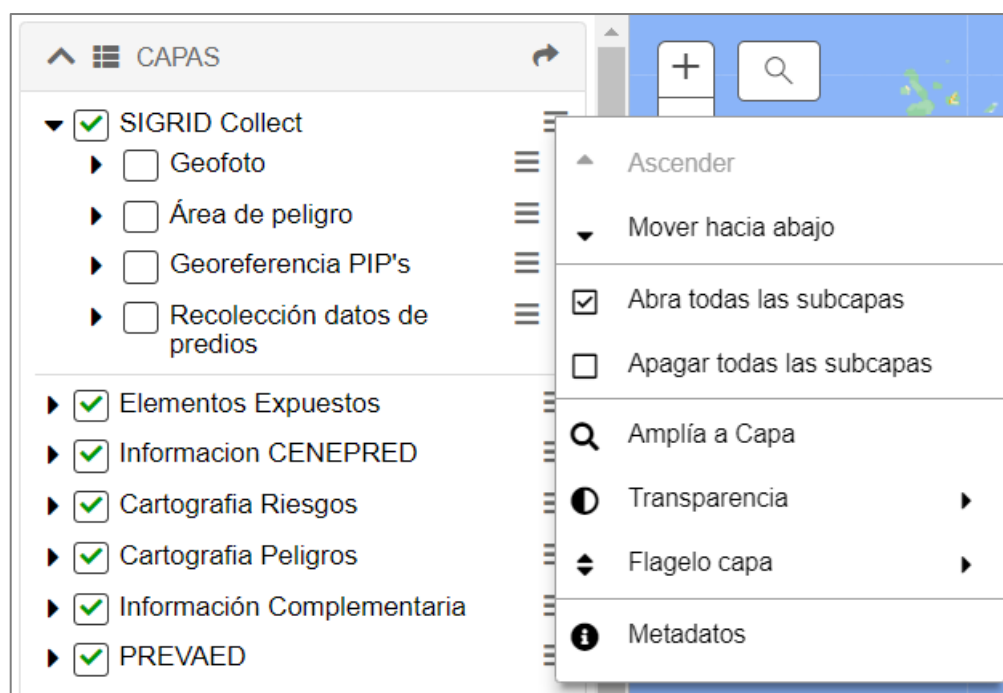 CAPAS
SIGRID Collect
Geofoto
Área de peligro
Georeferencia PIP's
Recolección datos de
predios
Elementos Expuestos
Informacion CENEPRED
Cartografia Riesgos
Cartografia Peligros
Información Complementaria
PREVAED
Ascender
Mover hacia abajo
Abra todas las subcapas
Apagar todas las subcapas
Amplía a Capa
Transparencia
Flagelo capa
Metadatos